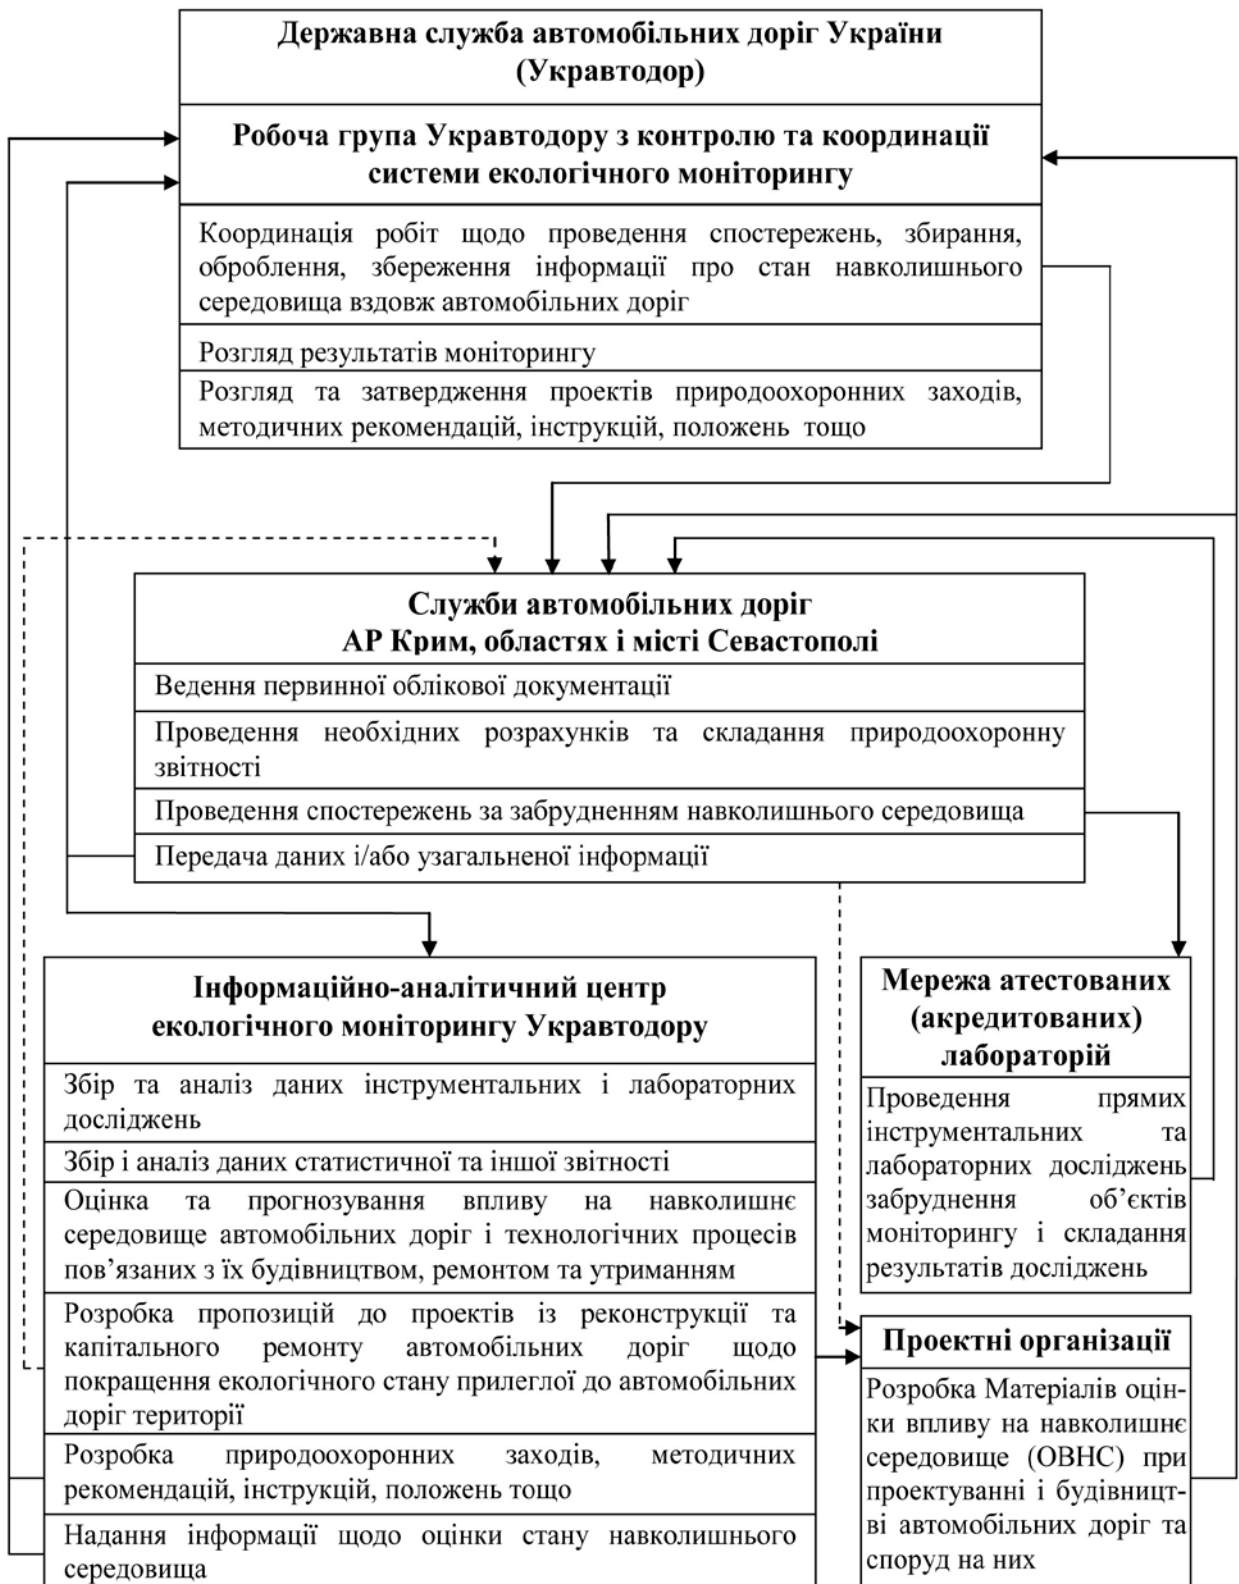 Державна служба автомобільних доріг України
(Укравтодор)
Робоча група Укравтодору з контролю та координації
системи екологічного моніторингу
Координація робіт щодо проведення спостережень, збирання,
оброблення, збереження інформації про стан навколишнього
середовища вздовж автомобільних доріг
Розгляд результатів моніторингу
Розгляд та затвердження проектів природоохоронних заходів,
методичних рекомендацій, інструкцій, положень тощо
Служби автомобільних доріг
АР Крим, областях і місті Севастополі
Ведення первинної облікової документації
Проведення необхідних розрахунків та складання природоохоронну
звітності
Проведення спостережень за забрудненням навколишнього середовища
Передача даних і/або узагальненої інформації
Інформаційно-аналітичний центр
екологічного моніторингу Укравтодору
Збір та аналіз даних інструментальних і лабораторних
досліджень
Збір і аналіз даних статистичної та іншої звітності
Оцінка та прогнозування впливу на навколишнє
середовище автомобільних доріг і технологічних процесів
пов’язаних з їх будівництвом, ремонтом та утриманням
Розробка пропозицій до проектів із реконструкції та
капітального ремонту автомобільних доріг щодо
покращення екологічного стану прилеглої до автомобільних
доріг території
Розробка природоохоронних заходів, методичних
рекомендацій, інструкцій, положень тощо
Надання інформації щодо оцінки стану навколишнього
середовища
Мережа атестованих
(акредитованих)
лабораторій
Проведення прямих
інструментальних та
лабораторних досліджень
забруднення об’єктів
моніторингу і складання
результатів досліджень
Проектні організації
Розробка Матеріалів оцін-
ки впливу на навколишнє
середовище (ОВНС) при
проектуванні і будівницт-
ві автомобільних доріг та
споруд на них